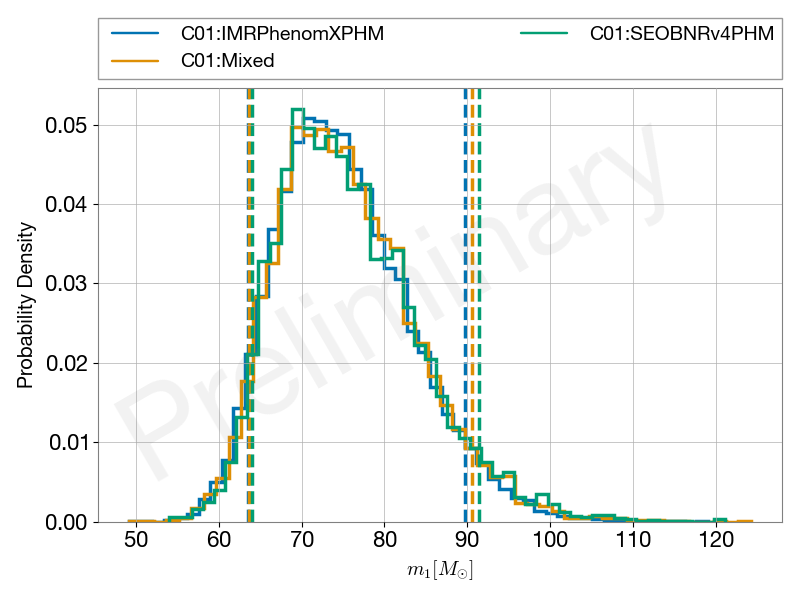 C01:IMRPhenomXPHM
C01:Mixed
C01:SEOBNRv4PHM
Probability Density
0.05
0.04
0.03
0.02
0.01
0.00
Preliminary
50 60 70 80 90 100 110 120
m₁[M☉]